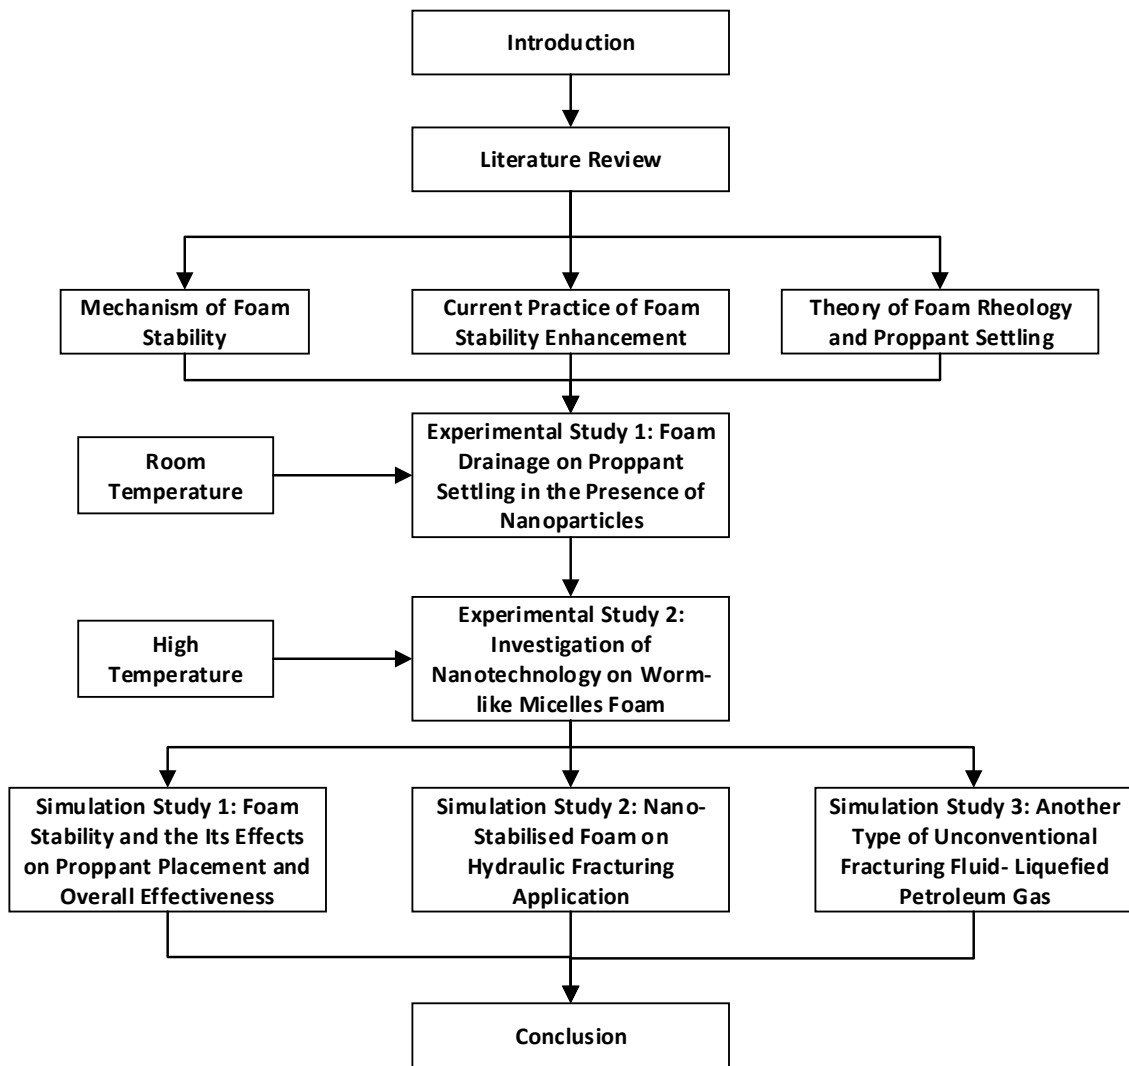 Introduction
Literature Review
Mechanism of Foam
Stability
Current Practice of Foam
Stability Enhancement
Theory of Foam Rheology
and Proppant Settling
Room
Temperature
Experimental Study 1: Foam
Drainage on Proppant
Settling in the Presence of
Nanoparticles
High
Temperature
Experimental Study 2:
Investigation of
Nanotechnology on Worm-
like Micelles Foam
Simulation Study 1: Foam
Stability and the Its Effects
on Proppant Placement and
Overall Effectiveness
Simulation Study 2: Nano-
Stabilised Foam on
Hydraulic Fracturing
Application
Simulation Study 3: Another
Type of Unconventional
Fracturing Fluid- Liquefied
Petroleum Gas
Conclusion